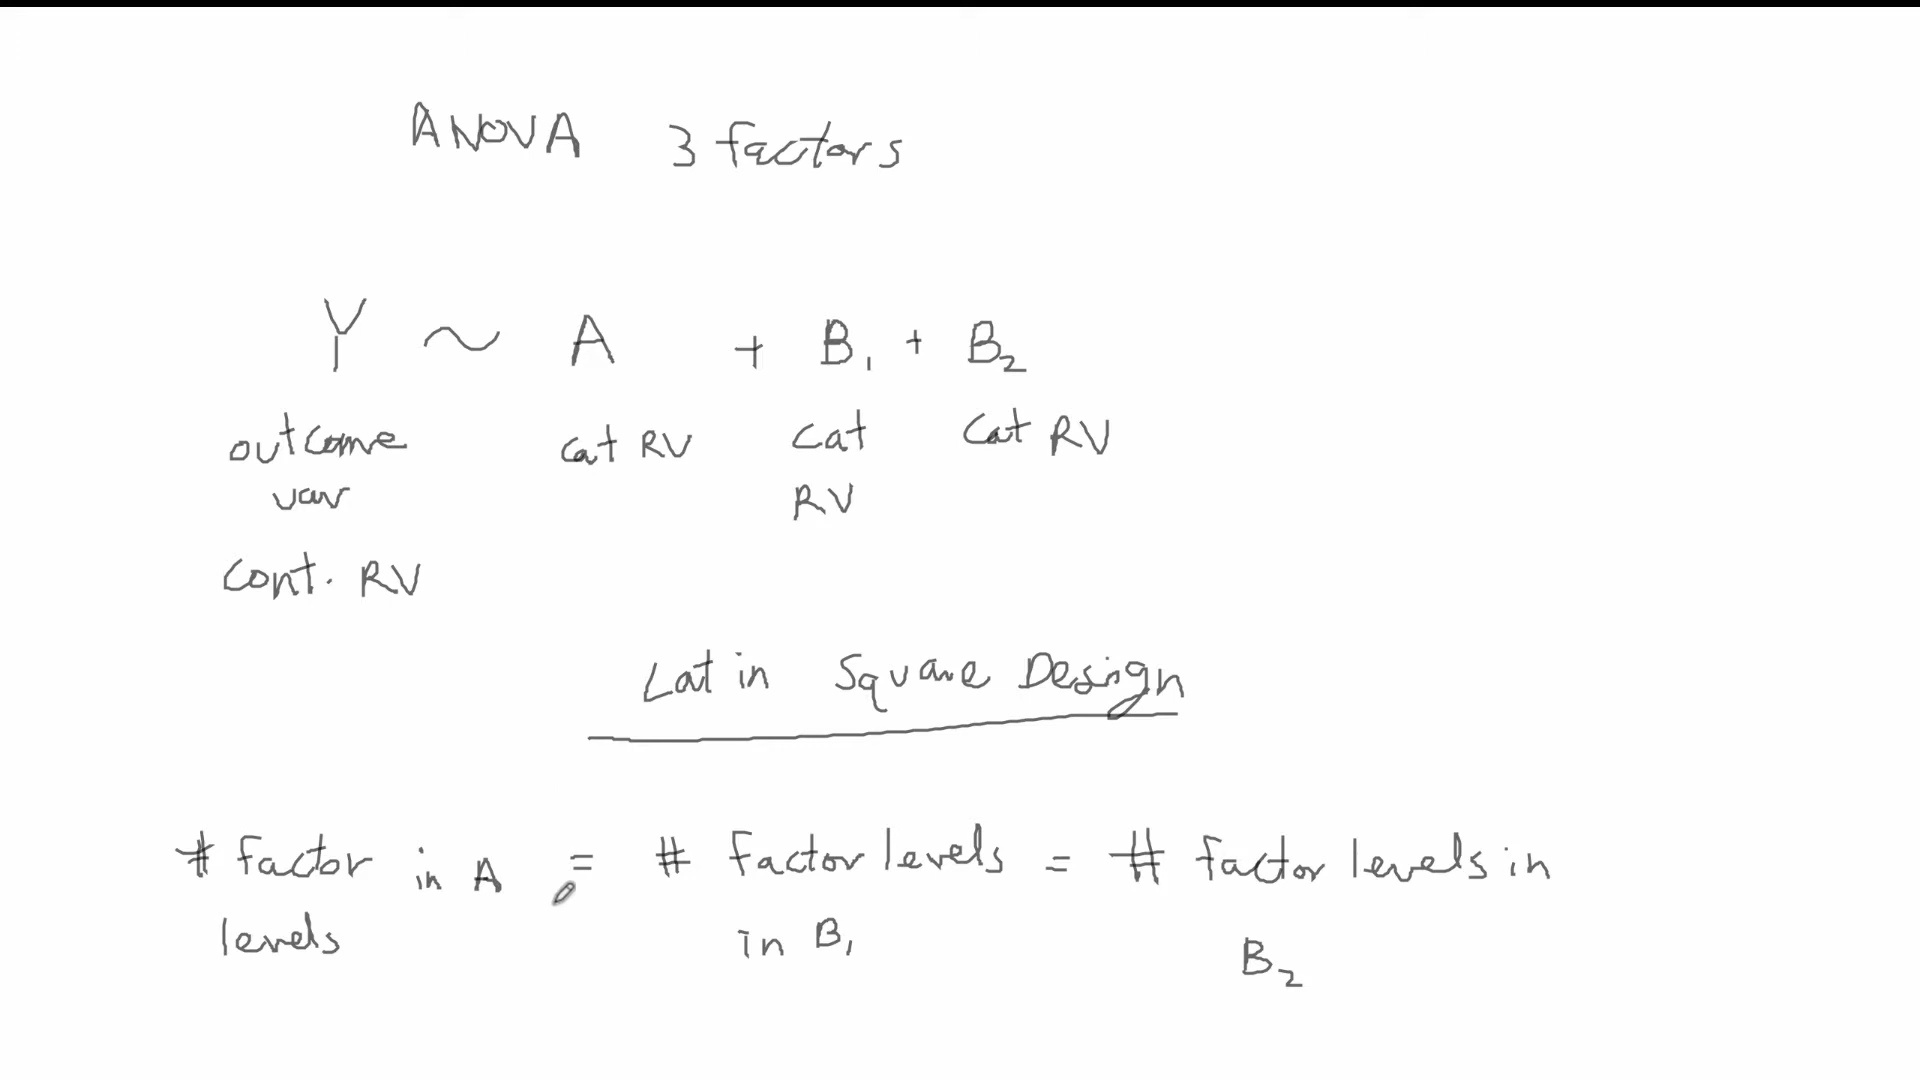 ANOVA 3 factors
Y ~ A + B₁ + B₂
outcome cat RV cat cat RV
var RV
cont. RV
Latin Square Design
# factor in A = # factor levels = # factor levels in
levels in B₁ B₂